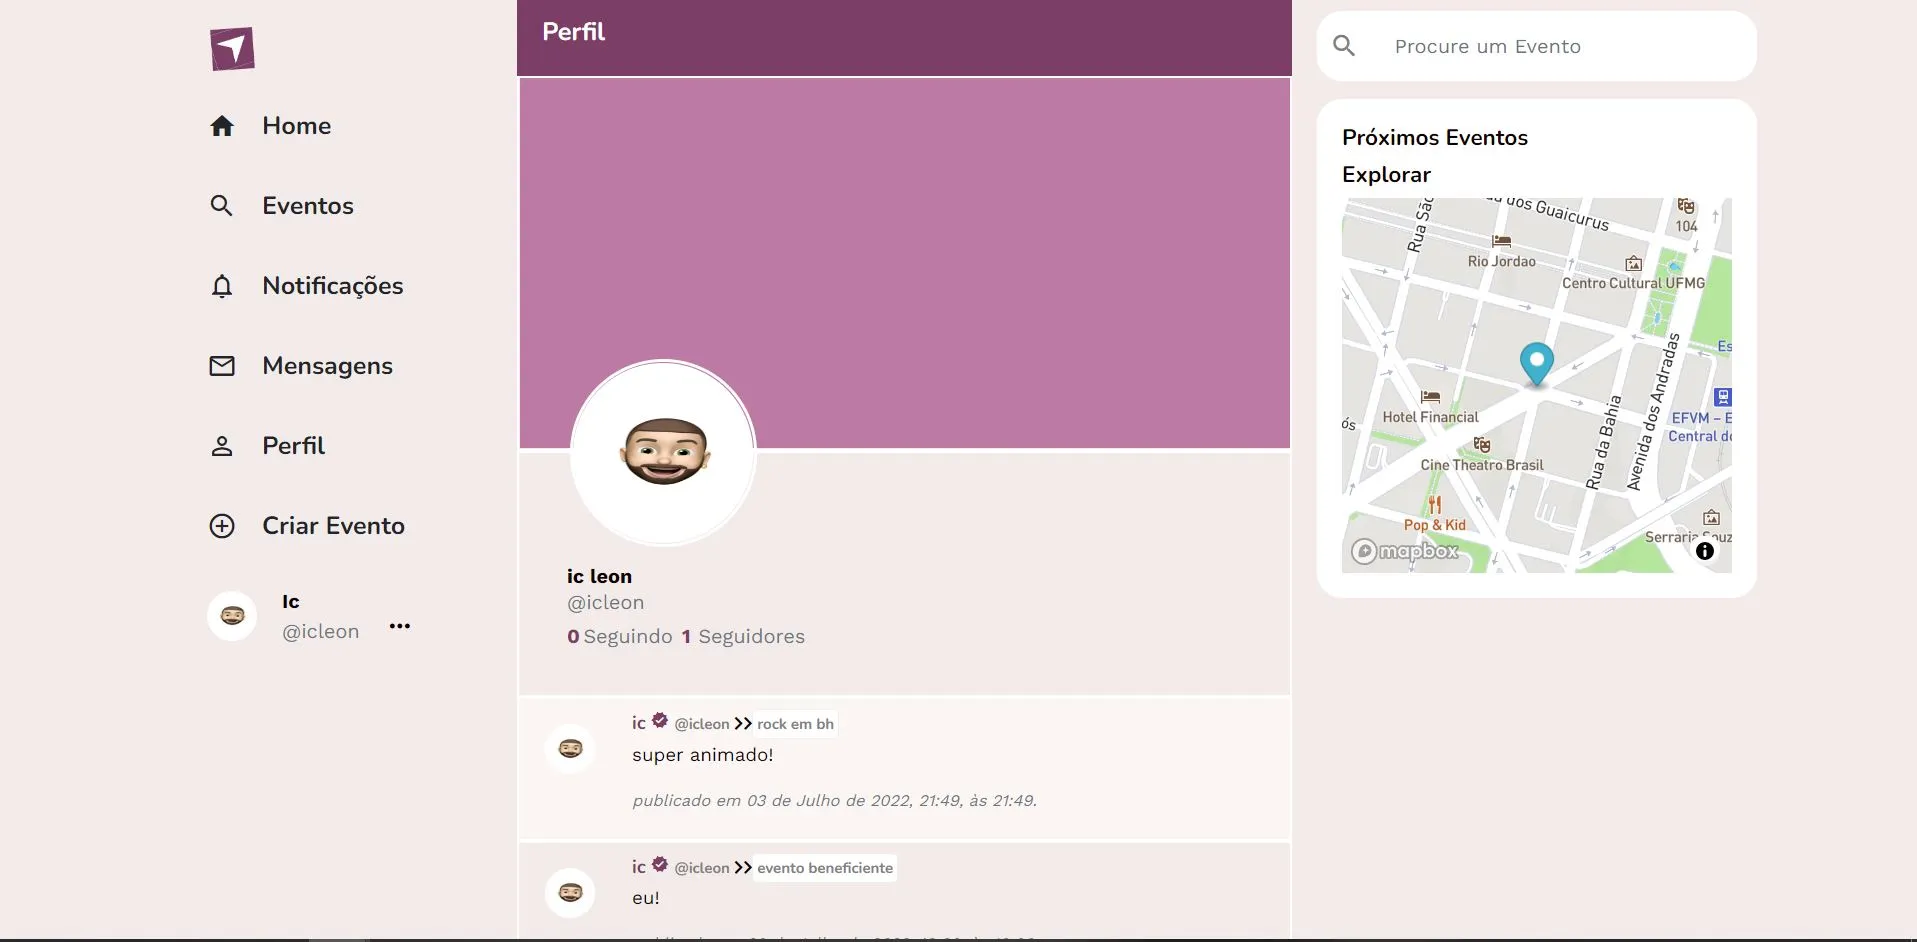 Home
Eventos
Notificações
Mensagens
Perfil
Criar Evento
Ic
@icleon
Perfil
ic leon
@icleon
0 Seguindo 1 Seguidores
ic @icleon >> rock em bh
super animado!
publicado em 03 de Julho de 2022, 21:49, às 21:49.
ic @icleon >> evento beneficiente
eu!
Procure um Evento
Próximos Eventos
Explorar
dos Guaicurus
Rua São
104
Rio Jordao
Centro Cultural UFMG
Es
Avenida dos Andradas
Hotel Financial
Rua da Bahia
EFVM – E
Central do
ós
Cine Theatro Brasil
Pop & Kid
Serraria
mapbox